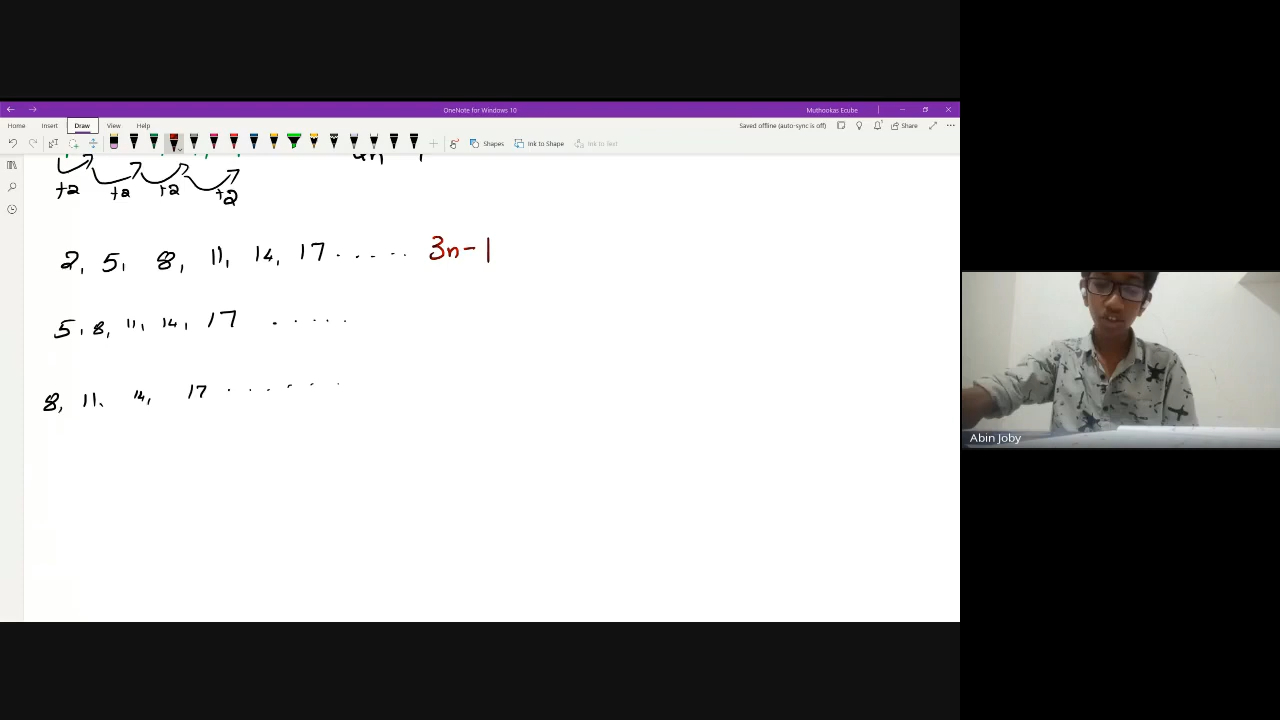 OneNote for Windows 10
Muthookas Ecube
Home Insert Draw View Help
Saved offline (auto-sync is off) Share
Shapes Ink to Shape Ink to Text
+2 +2 +2 +2
2, 5, 8, 11, 14, 17 ..... 3n-1
5, 8, 11, 14, 17 .....
8, 11, 14, 17 ......
Abin Joby